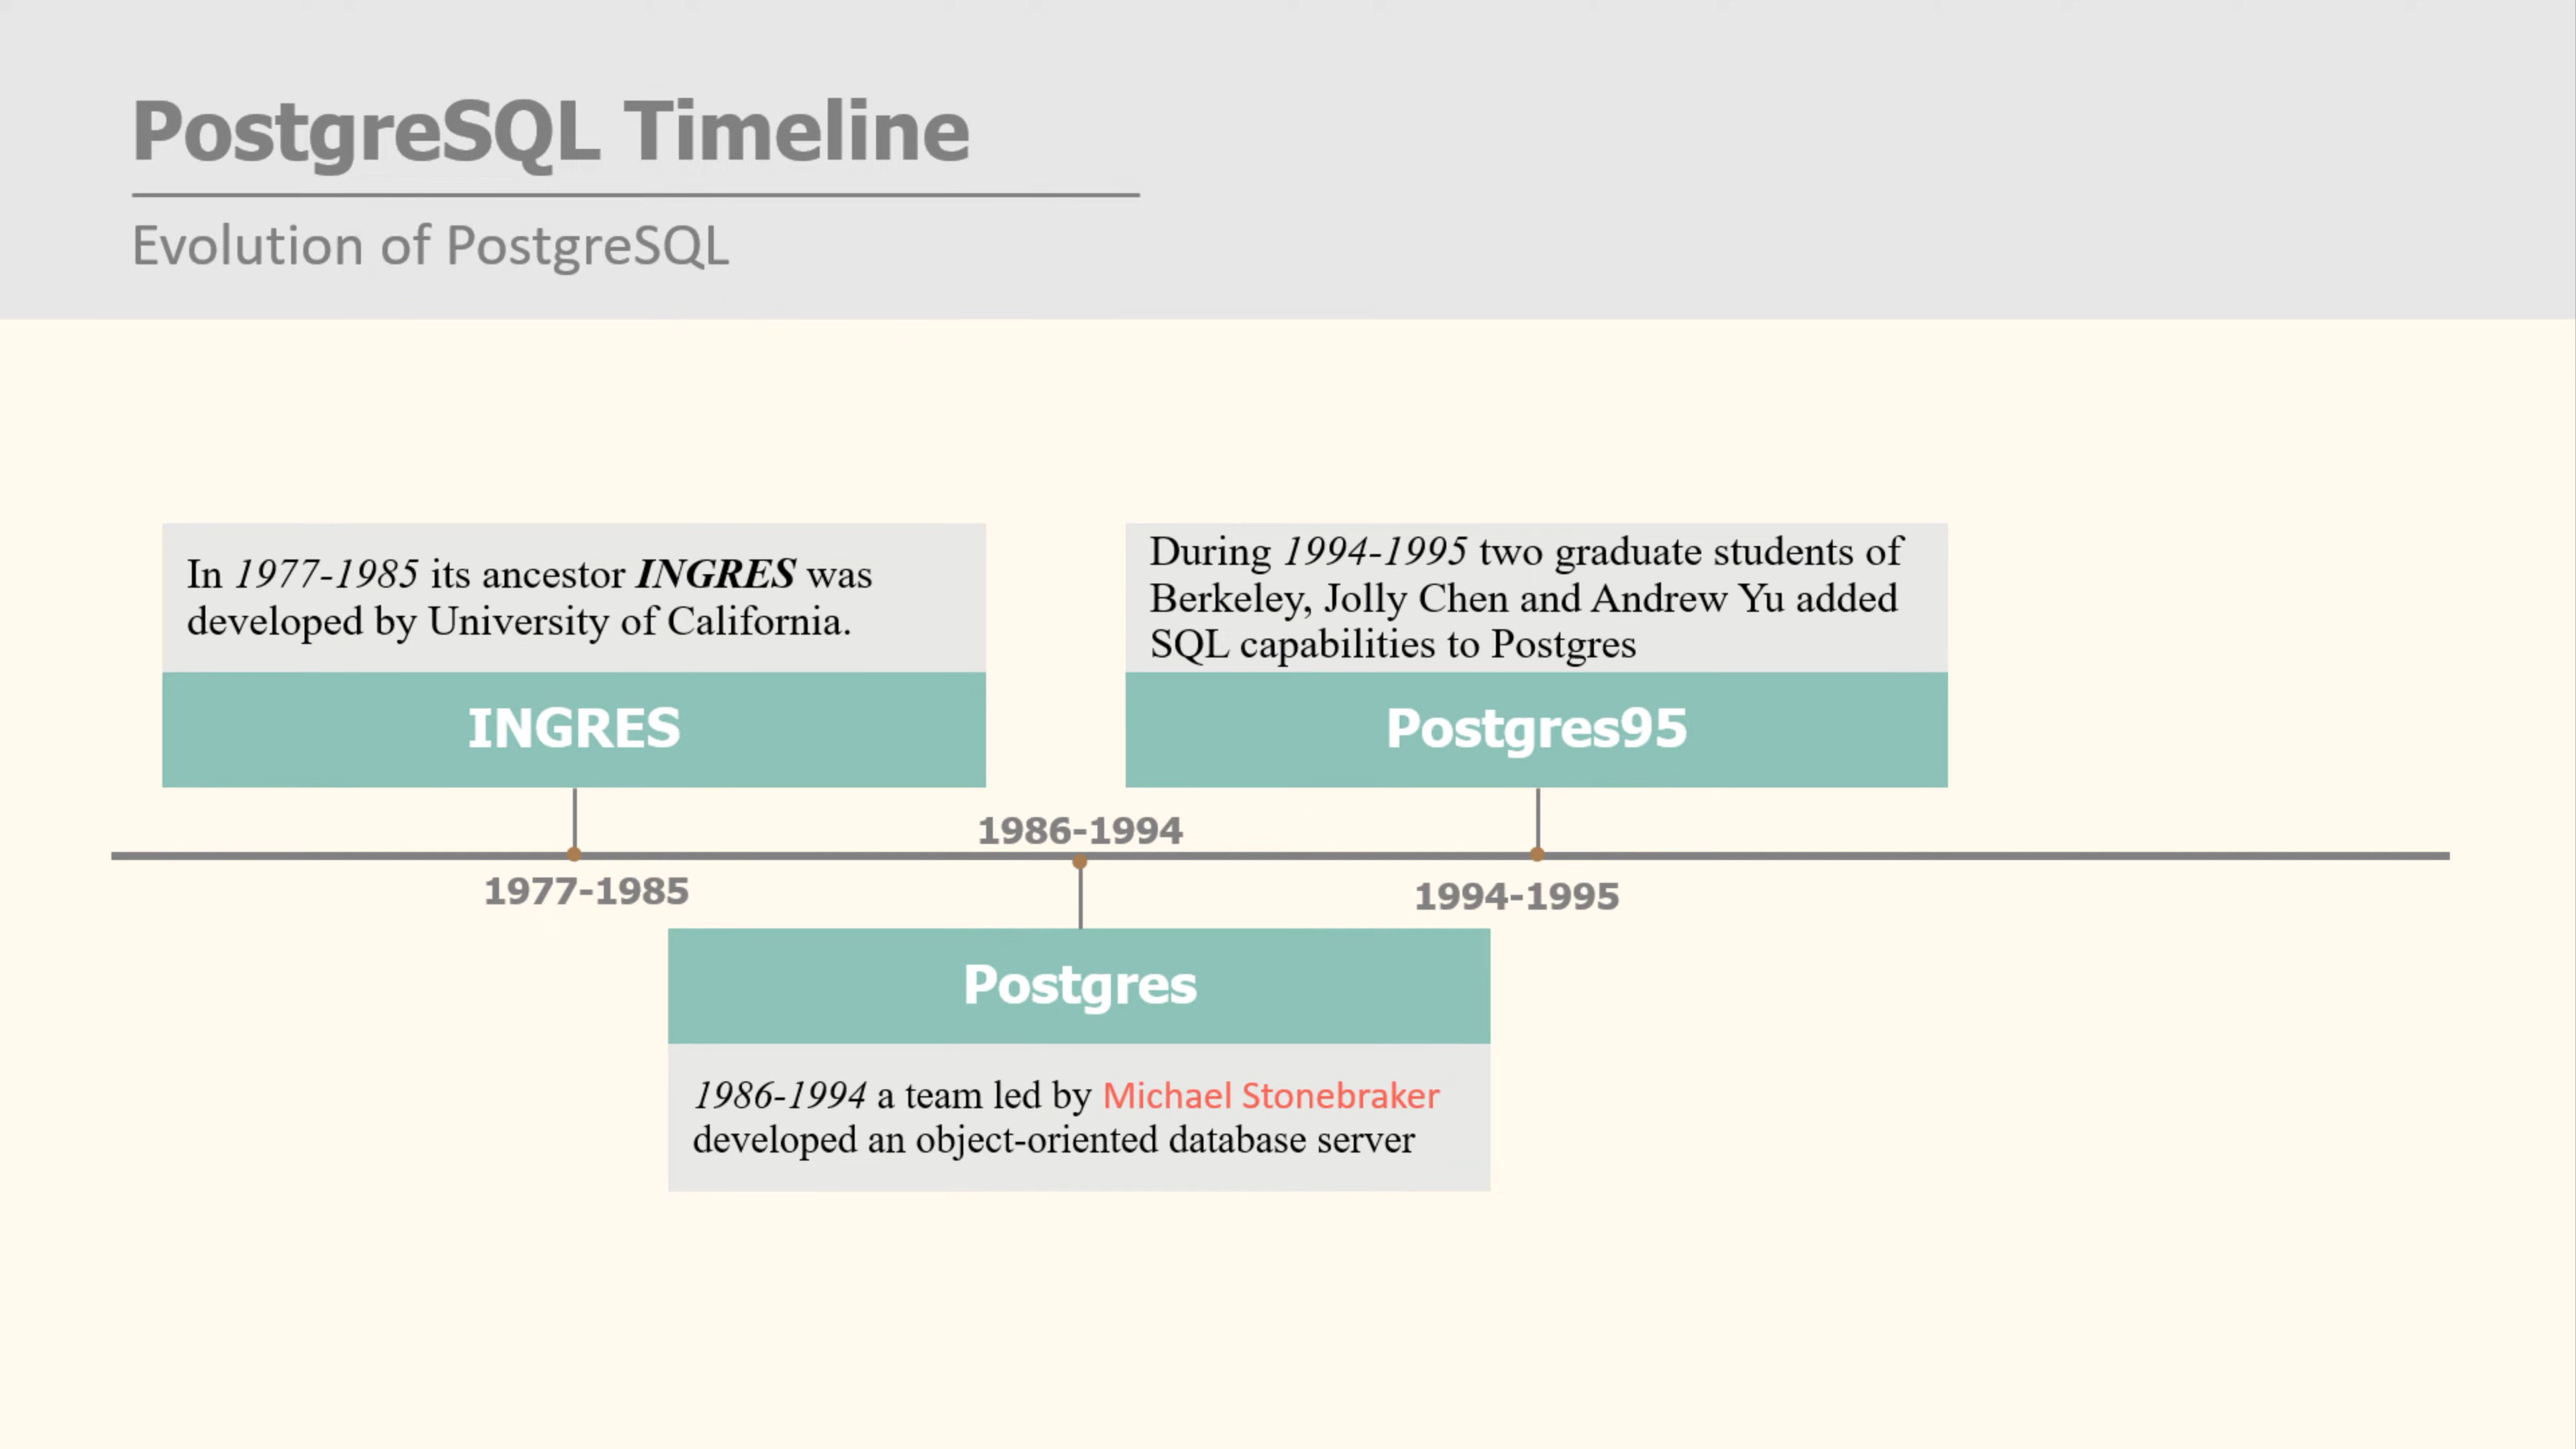 PostgreSQL Timeline
Evolution of PostgreSQL
In 1977-1985 its ancestor INGRES was
developed by University of California.
INGRES
1977-1985
1986-1994
Postgres
1986-1994 a team led by Michael Stonebraker
developed an object-oriented database server
During 1994-1995 two graduate students of
Berkeley, Jolly Chen and Andrew Yu added
SQL capabilities to Postgres
Postgres95
1994-1995